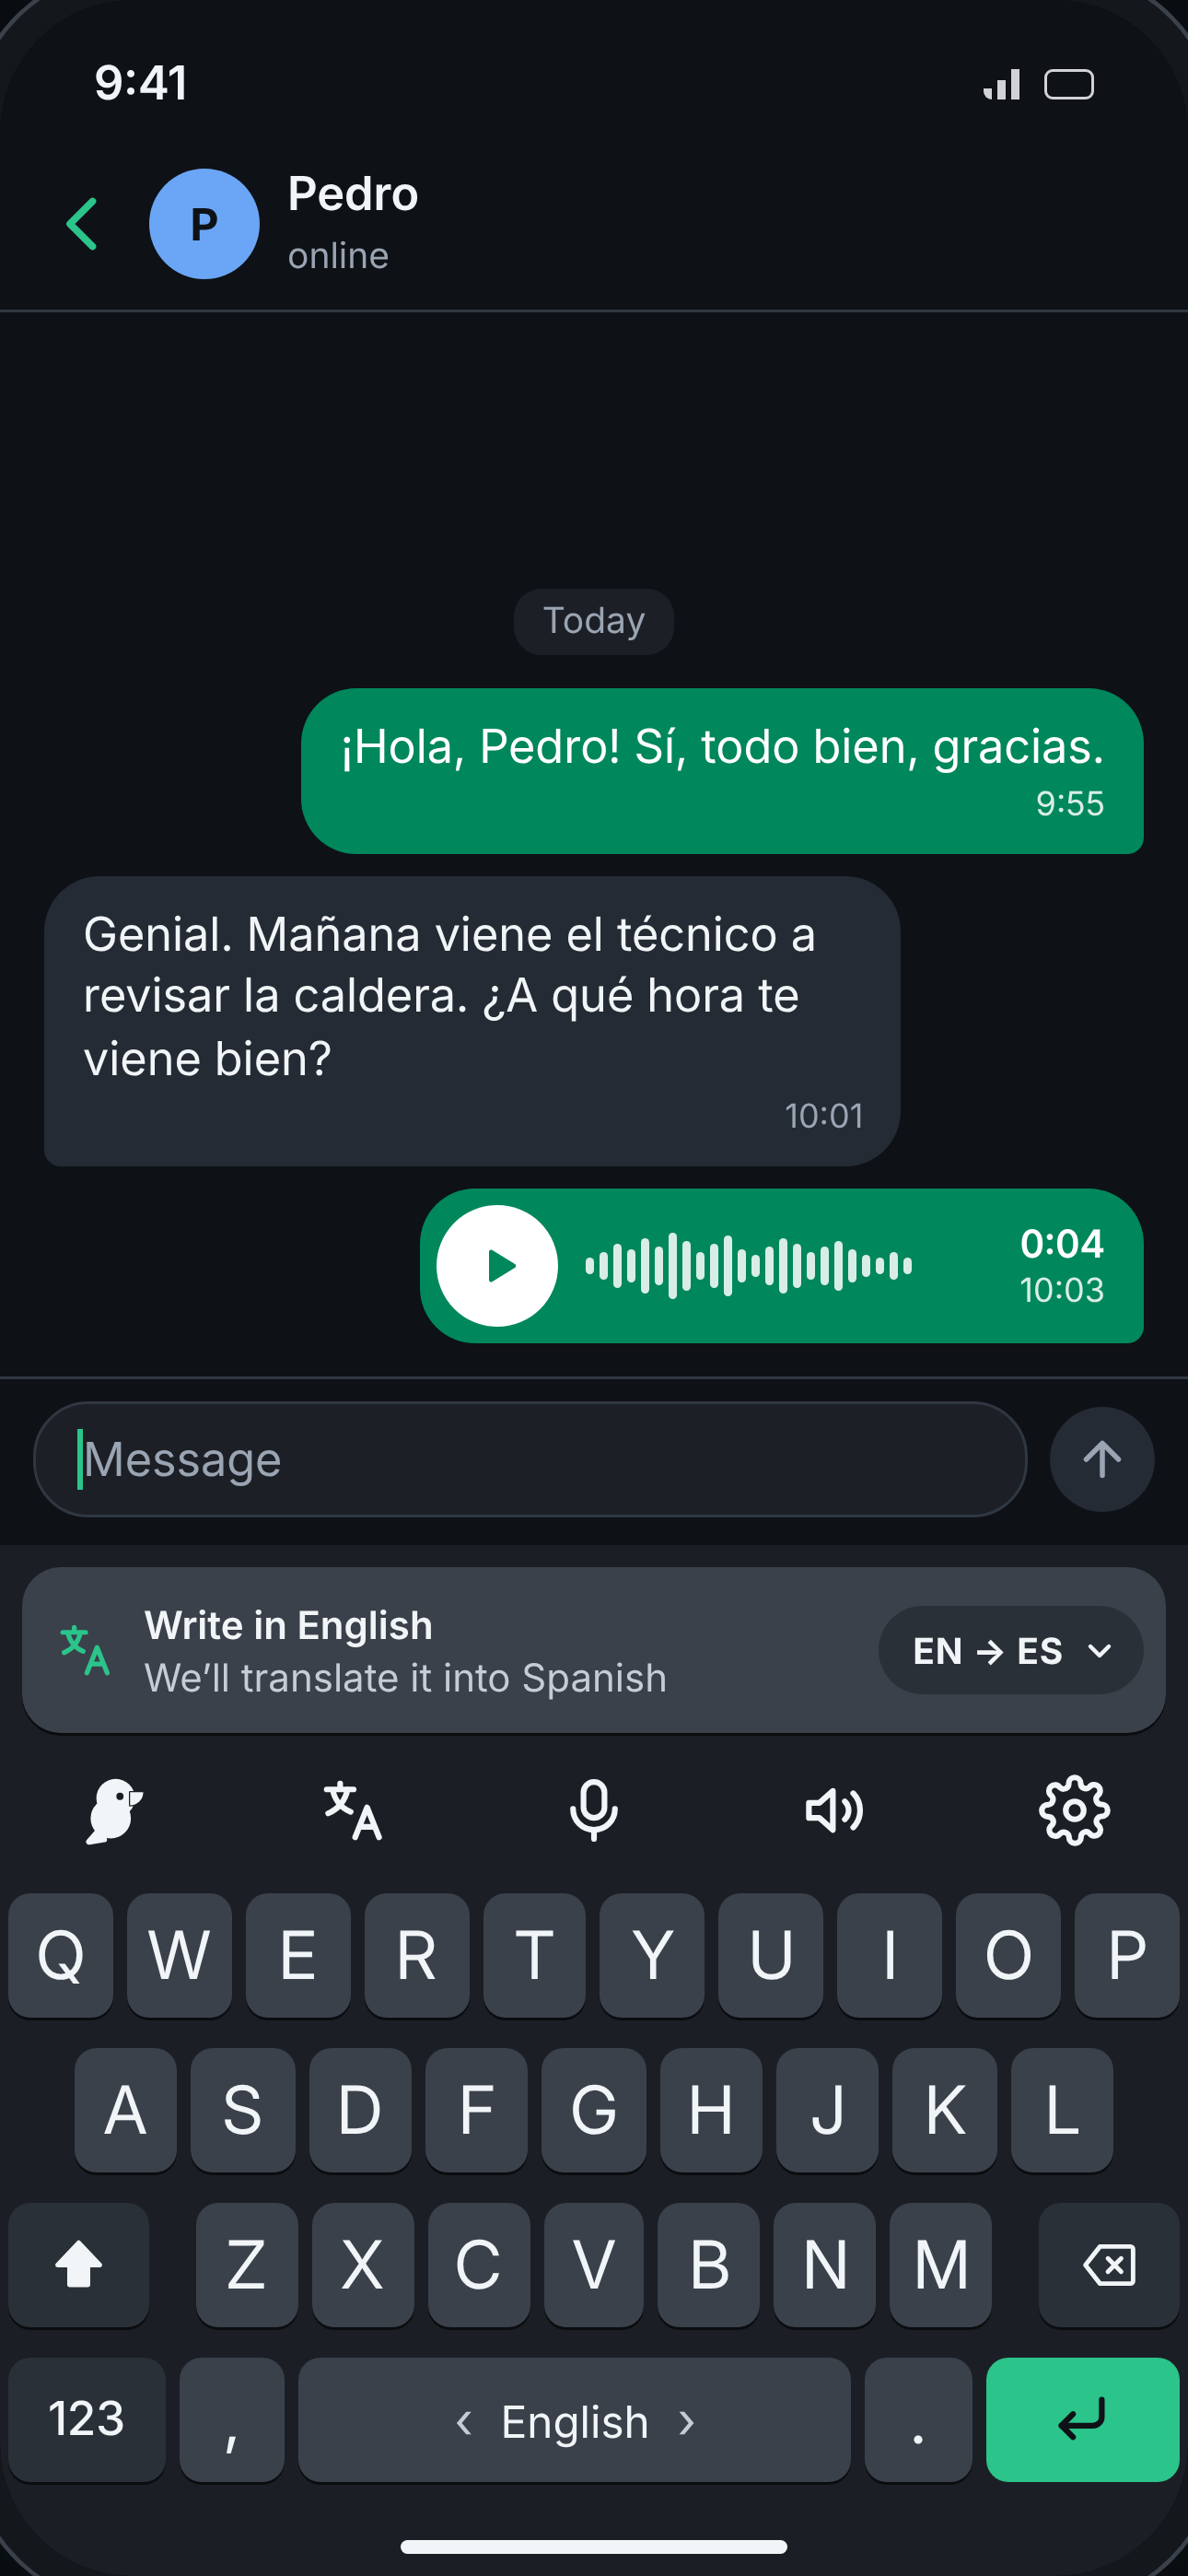 9:41
P
Pedro
online
Today
¡Hola, Pedro! Sí, todo bien, gracias.
9:55
Genial. Mañana viene el técnico a
revisar la caldera. ¿A qué hora te
viene bien?
10:01
0:04
10:03
Message
Write in English
We’ll translate it into Spanish
EN → ES
Q W E R T Y U I O P
A S D F G H J K L
Z X C V B N M
123 , ‹ English › .